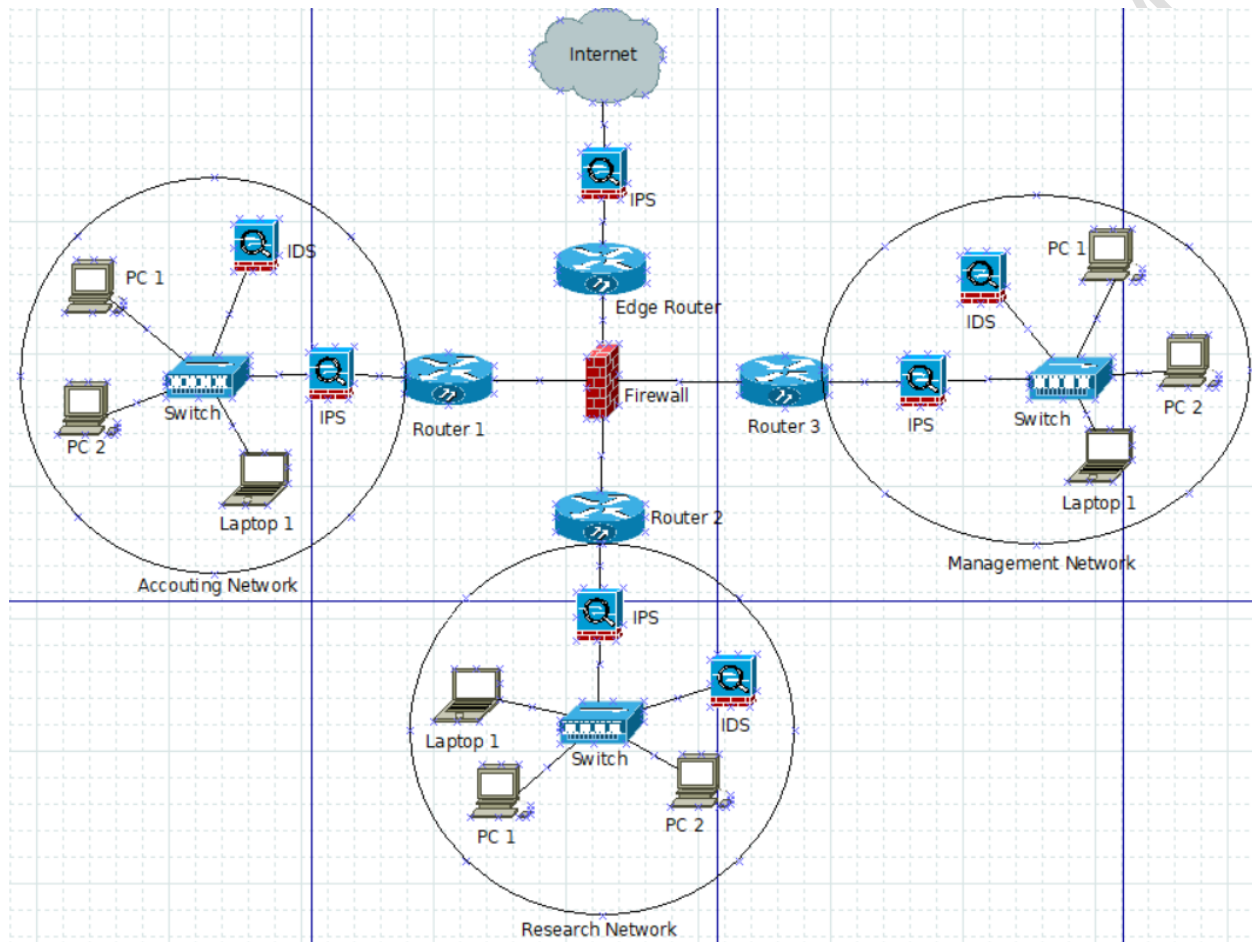 Internet
IPS
Edge Router
Firewall
IDS
PC 1
Switch
IPS
PC 2
Laptop 1
Router 1
Accouting Network
Router 3
PC 1
IDS
IPS
Switch
PC 2
Laptop 1
Management Network
Router 2
IPS
IDS
Laptop 1
Switch
PC 1
PC 2
Research Network